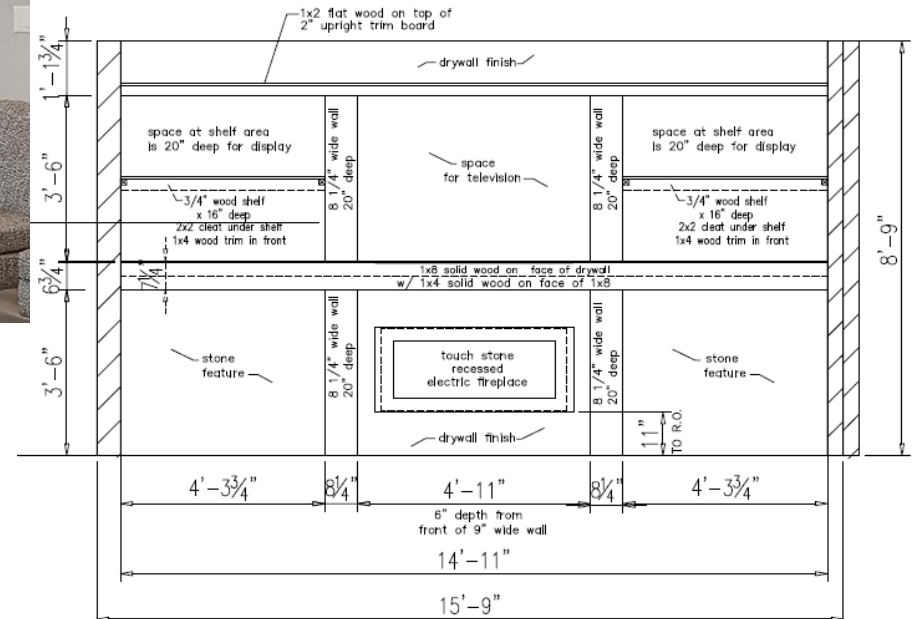 1x2 flat wood on top of
2" upright trim board
1'-1¾"
drywall finish
space at shelf area
is 20" deep for display
8 1/4" wide wall
20" deep
space
for television
8 1/4" wide wall
20" deep
space at shelf area
is 20" deep for display
3'-6"
3/4" wood shelf
x 16" deep
2x2 cleat under shelf
1x4 wood trim in front
3/4" wood shelf
x 16" deep
2x2 cleat under shelf
1x4 wood trim in front
8'-9"
6¾"
7¼"
1x8 solid wood on face of drywall
w/ 1x4 solid wood on face of 1x8
3'-6"
stone
feature
8 1/4" wide wall
20" deep
touch stone
recessed
electric fireplace
8 1/4" wide wall
20" deep
stone
feature
drywall finish
11"
TO R.O.
4'-3¾"
8¼"
4'-11"
8¼"
4'-3¾"
6" depth from
front of 9" wide wall
14'-11"
15'-9"